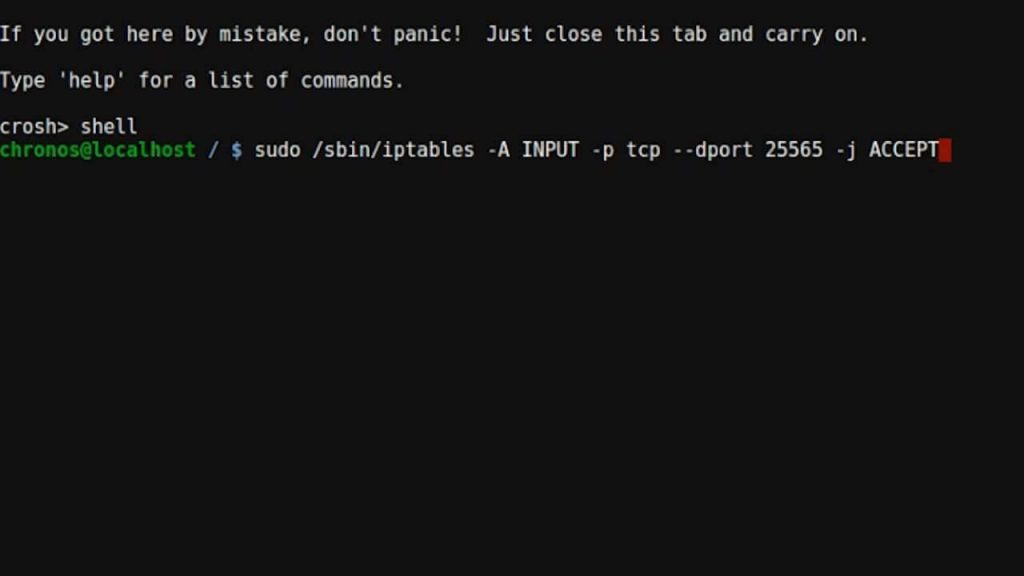 If you got here by mistake, don't panic!  Just close this tab and carry on.
Type 'help' for a list of commands.
crosh> shell
chronos@localhost / $ sudo /sbin/iptables -A INPUT -p tcp --dport 25565 -j ACCEPT